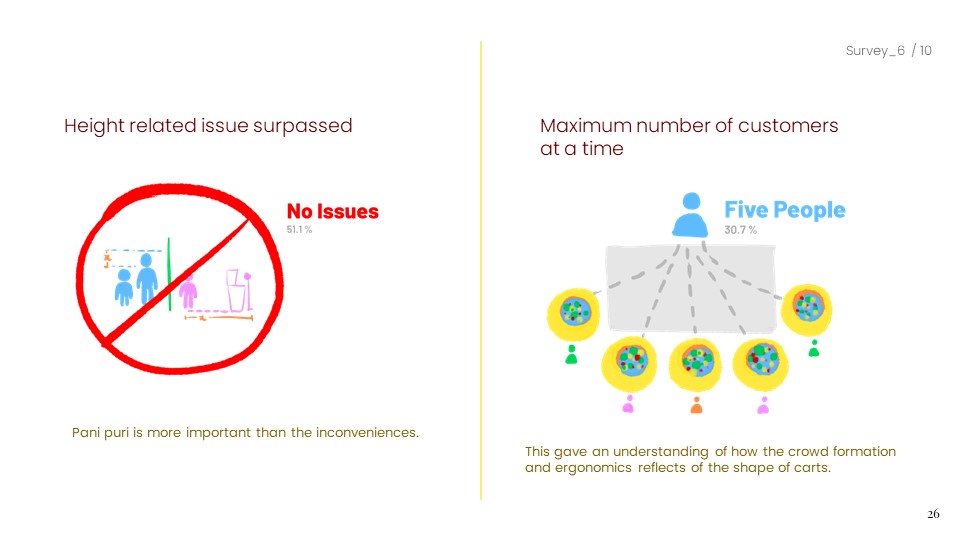 Survey_6 / 10
Height related issue surpassed
No Issues
51.1 %
Pani puri is more important than the inconveniences.
Maximum number of customers
at a time
Five People
30.7 %
This gave an understanding of how the crowd formation
and ergonomics reflects of the shape of carts.
26